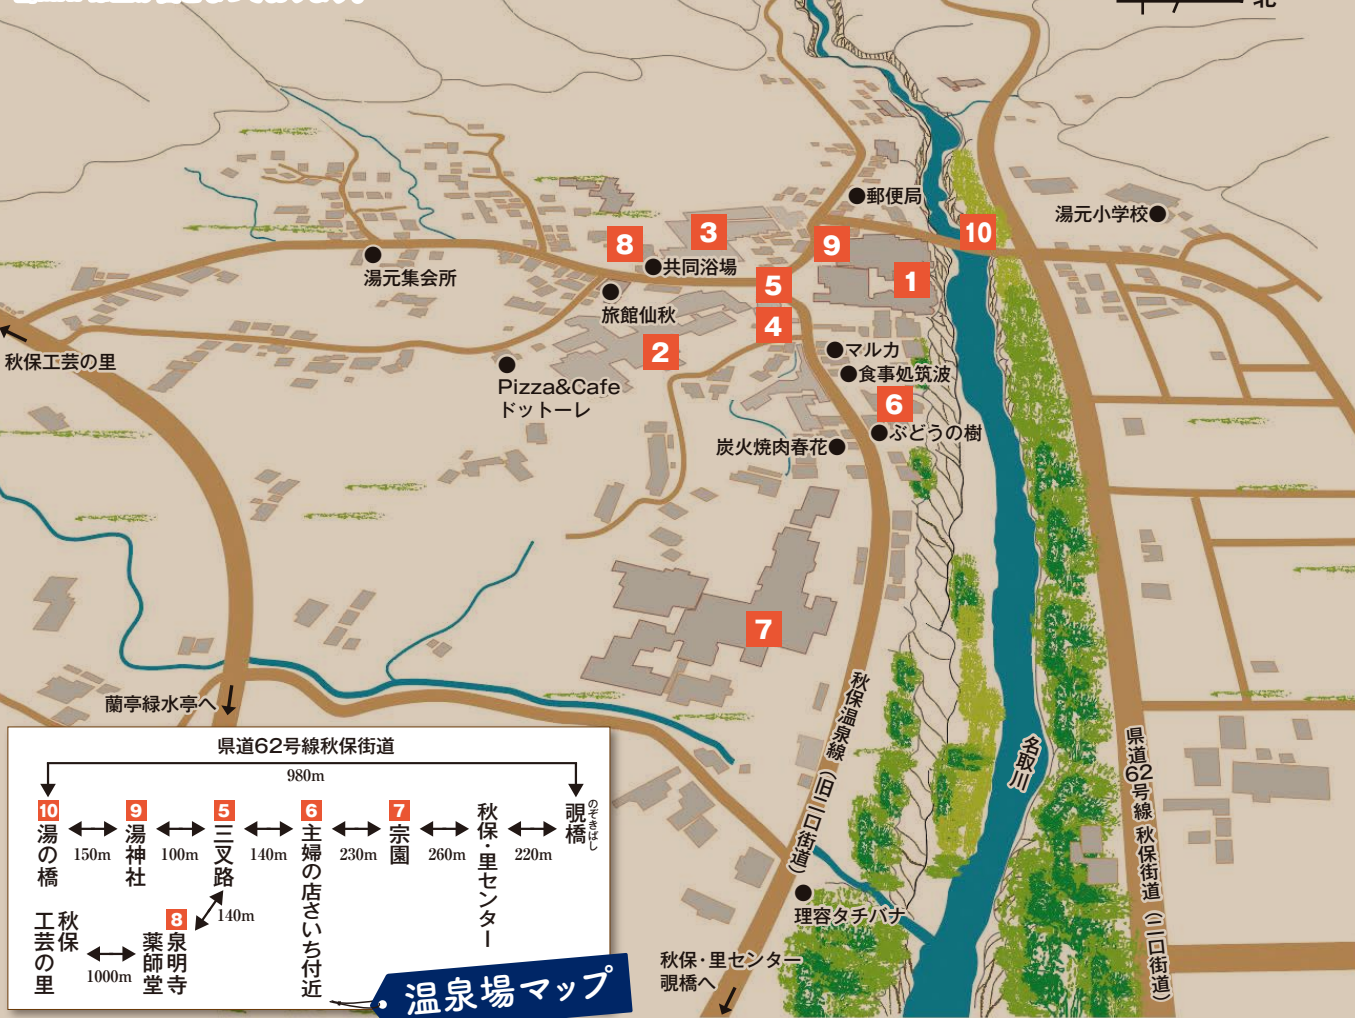 北
郵便局
湯元小学校
10
3
8
9
共同浴場
湯元集会所
1
5
旅館仙秋
4
2
マルカ
秋保工芸の里
食事処筑波
Pizza&Cafe
ドットーレ
6
ぶどうの樹
炭火焼肉春花
7
秋保温泉線（旧二口街道）
名取川
県道62号線 秋保街道（二口街道）
蘭亭緑水亭へ
理容タチバナ
秋保・里センター
覗橋へ
県道62号線秋保街道
980m
10 湯の橋
150m
9 湯神社
100m
5 三叉路
140m
6 主婦の店さいち付近
230m
7 宗園
260m
秋保・里センター
220m
覗橋
のぞきばし
140m
8 泉明寺
薬師堂
1000m
秋保
工芸の里
温泉場マップ